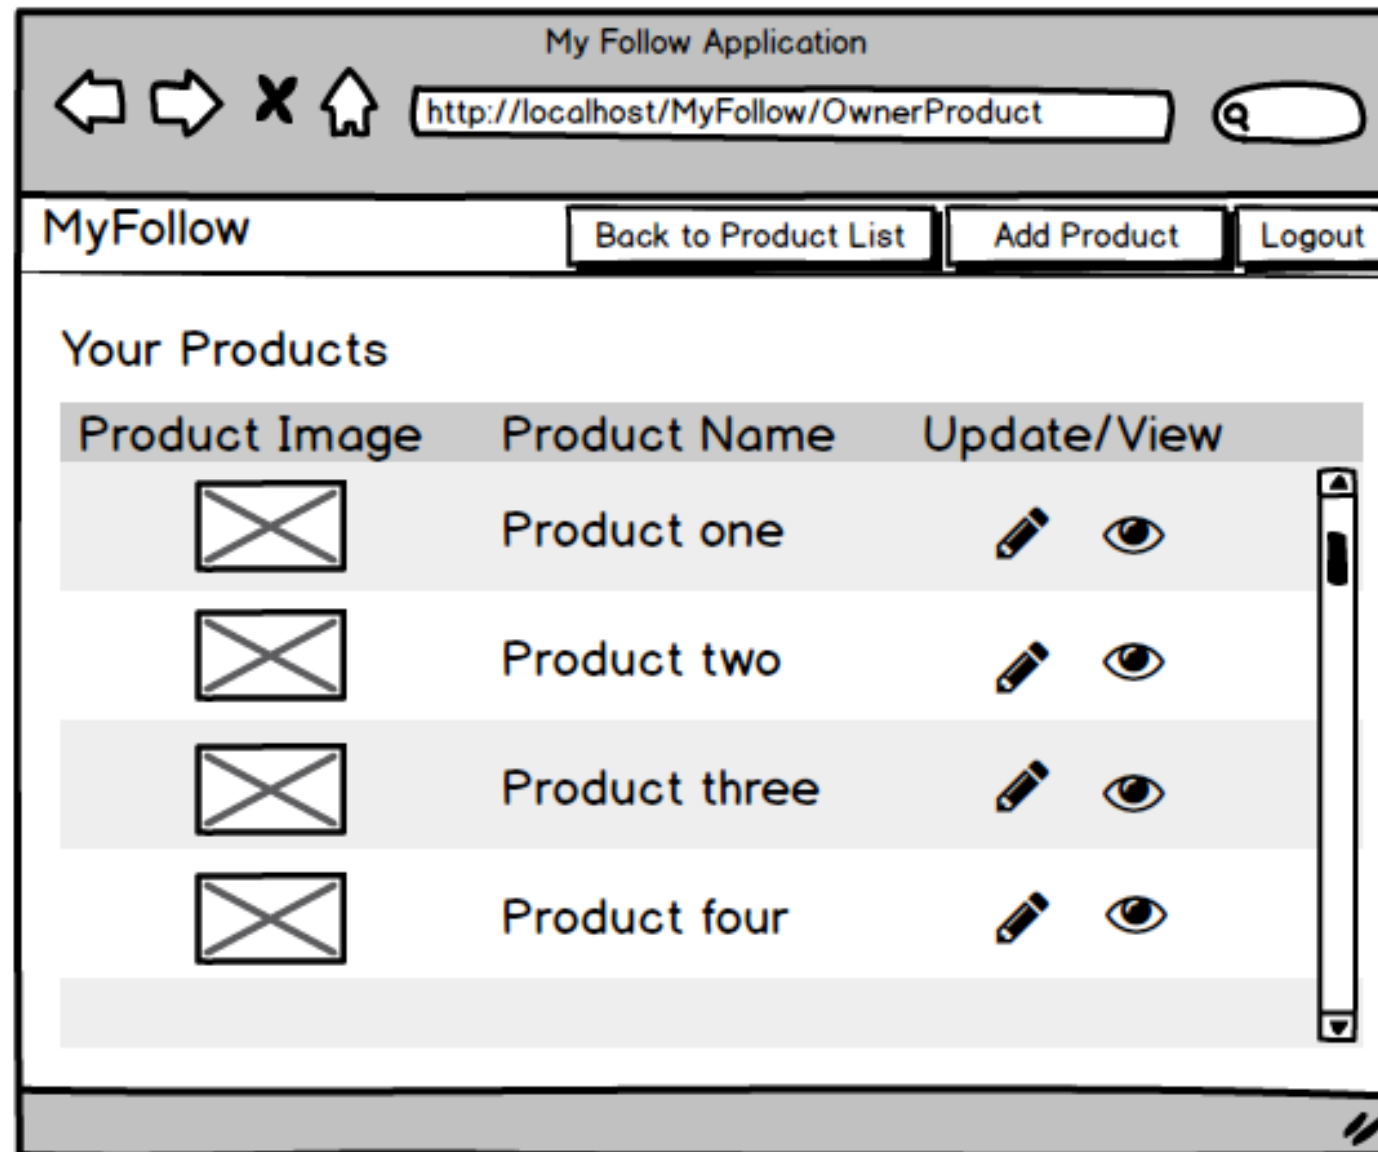 My Follow Application
http://localhost/MyFollow/OwnerProduct
MyFollow
Back to Product List
Add Product
Logout
Your Products
Product Image Product Name Update/View
Product one
Product two
Product three
Product four